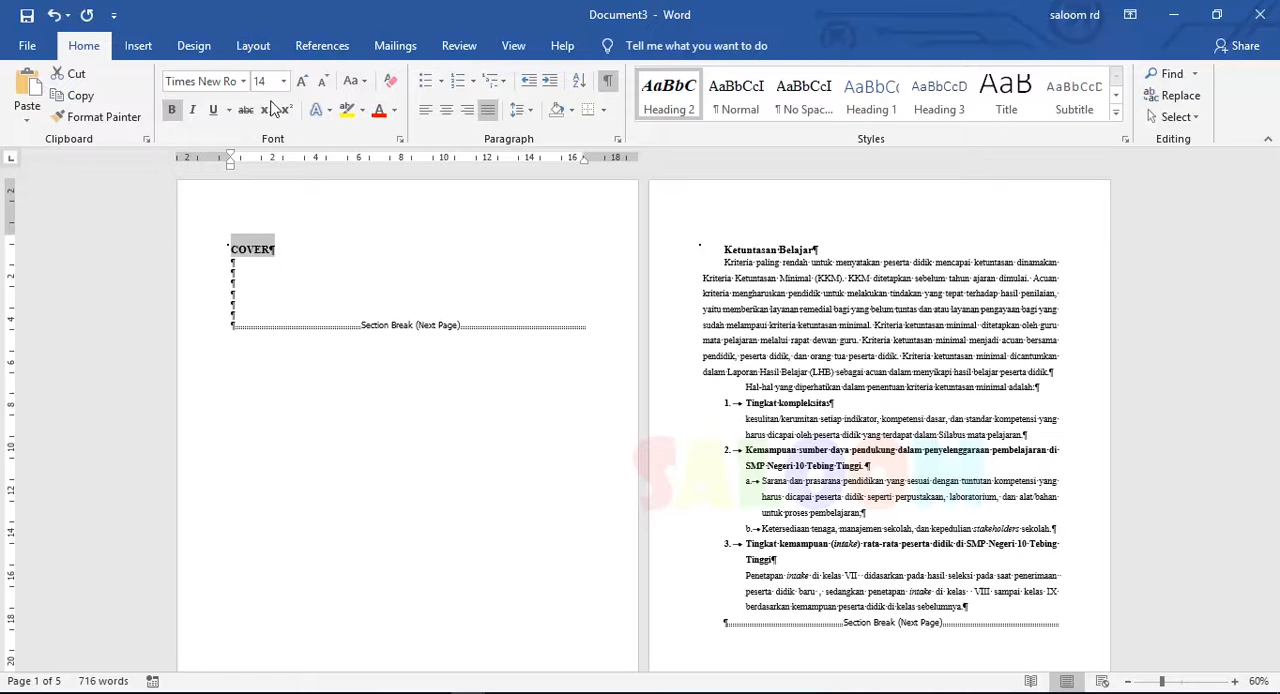 Document3 - Word
saloom rd
File Home Insert Design Layout References Mailings Review View Help Tell me what you want to do Share
Paste
Cut
Copy
Format Painter
Clipboard
Times New Ro 14
Font
Paragraph
AaBbC AaBbCcI AaBbCcI AaBbC AaBbCcD AaB AaBbCcD
Heading 2 ¶ Normal ¶ No Spac... Heading 1 Heading 3 Title Subtitle
Styles
Find
Replace
Select
Editing
2 2 4 6 8 10 12 14 16 18
COVER¶
¶
¶
¶
¶
¶
¶
¶Section Break (Next Page)
Ketuntasan Belajar¶
Kriteria paling rendah untuk menyatakan peserta didik mencapai ketuntasan dinamakan
Kriteria Ketuntasan Minimal (KKM). KKM ditetapkan sebelum tahun ajaran dimulai. Acuan
kriteria mengharuskan pendidik untuk melakukan tindakan yang tepat terhadap hasil penilaian,
yaitu memberikan layanan remedial bagi yang belum tuntas dan atau layanan pengayaan bagi yang
sudah melampaui kriteria ketuntasan minimal. Kriteria ketuntasan minimal ditetapkan oleh guru
mata pelajaran melalui rapat dewan guru. Kriteria ketuntasan minimal menjadi acuan bersama
pendidik, peserta didik, dan orang tua peserta didik. Kriteria ketuntasan minimal dicantumkan
dalam Laporan Hasil Belajar (LHB) sebagai acuan dalam menyikapi hasil belajar peserta didik.¶
Hal-hal yang diperhatikan dalam penentuan kriteria ketuntasan minimal adalah:¶
1. Tingkat kompleksitas¶
kesulitan/kerumitan setiap indikator, kompetensi dasar, dan standar kompetensi yang
harus dicapai oleh peserta didik yang terdapat dalam Silabus mata pelajaran.¶
2. Kemampuan sumber daya pendukung dalam penyelenggaraan pembelajaran di
SMP Negeri 10 Tebing Tinggi. ¶
a. Sarana dan prasarana pendidikan yang sesuai dengan tuntutan kompetensi yang
harus dicapai peserta didik seperti perpustakaan, laboratorium, dan alat/bahan
untuk proses pembelajaran;¶
b. Ketersediaan tenaga, manajemen sekolah, dan kepedulian stakeholders sekolah.¶
3. Tingkat kemampuan (intake) rata-rata peserta didik di SMP Negeri 10 Tebing
Tinggi¶
Penetapan intake di kelas VII didasarkan pada hasil seleksi pada saat penerimaan
peserta didik baru , sedangkan penetapan intake di kelas VIII sampai kelas IX
berdasarkan kemampuan peserta didik di kelas sebelumnya.¶
¶Section Break (Next Page)
SALOOM
Page 1 of 5 716 words 60%